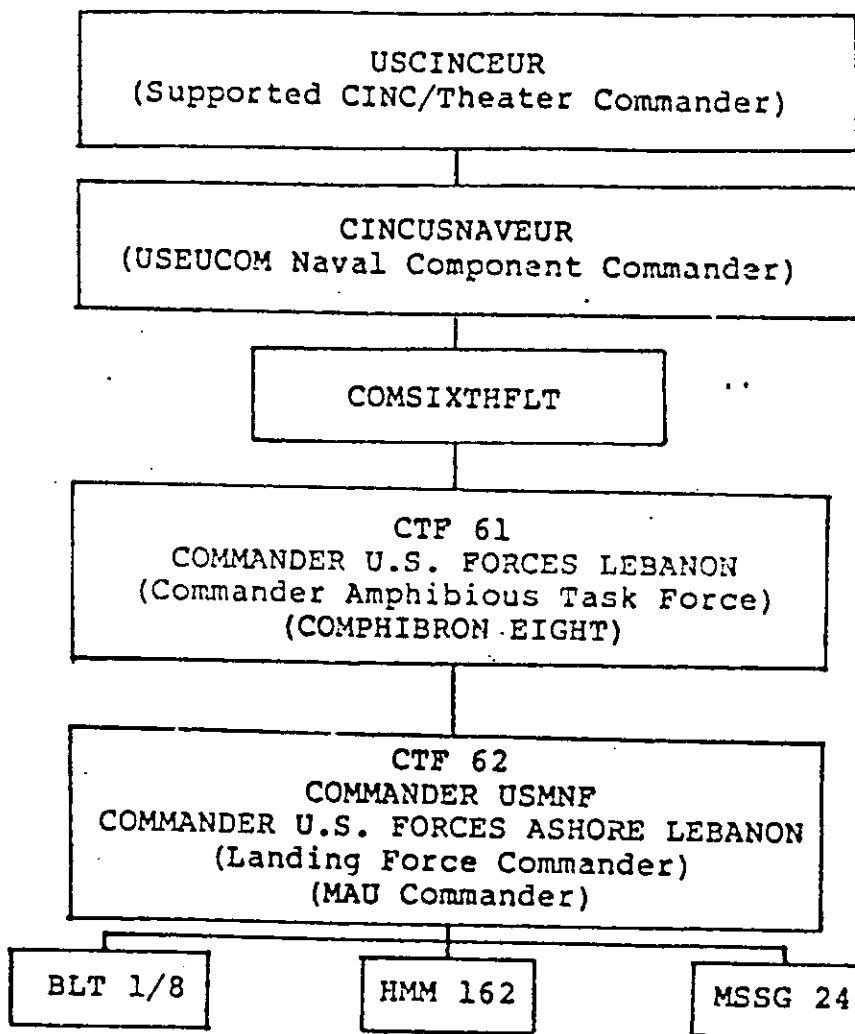 USCINCEUR
(Supported CINC/Theater Commander)
CINCUSNAVEUR
(USEUCOM Naval Component Commander)
COMSIXTHFLT
CTF 61
COMMANDER U.S. FORCES LEBANON
(Commander Amphibious Task Force)
(COMPHIBRON EIGHT)
CTF 62
COMMANDER USMNF
COMMANDER U.S. FORCES ASHORE LEBANON
(Landing Force Commander)
(MAU Commander)
BLT 1/8
HMM 162
MSSG 24